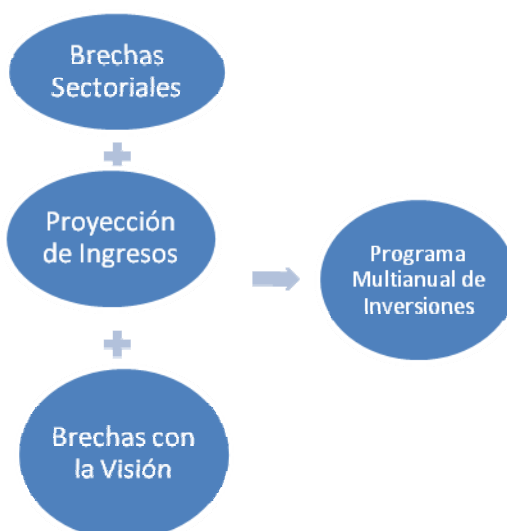 Brechas
Sectoriales
+
Proyección
de Ingresos
+
Brechas con
la Visión
Programa
Multianual de
Inversiones